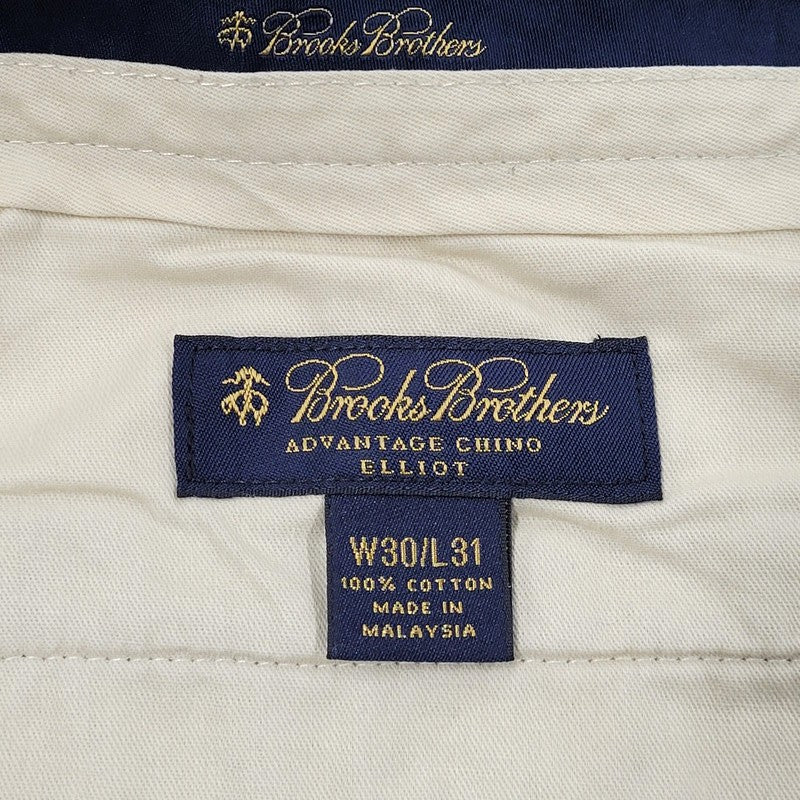 Brooks Brothers
Brooks Brothers
ADVANTAGE CHINO
ELLIOT
W30/L31
100% COTTON
MADE IN
MALAYSIA